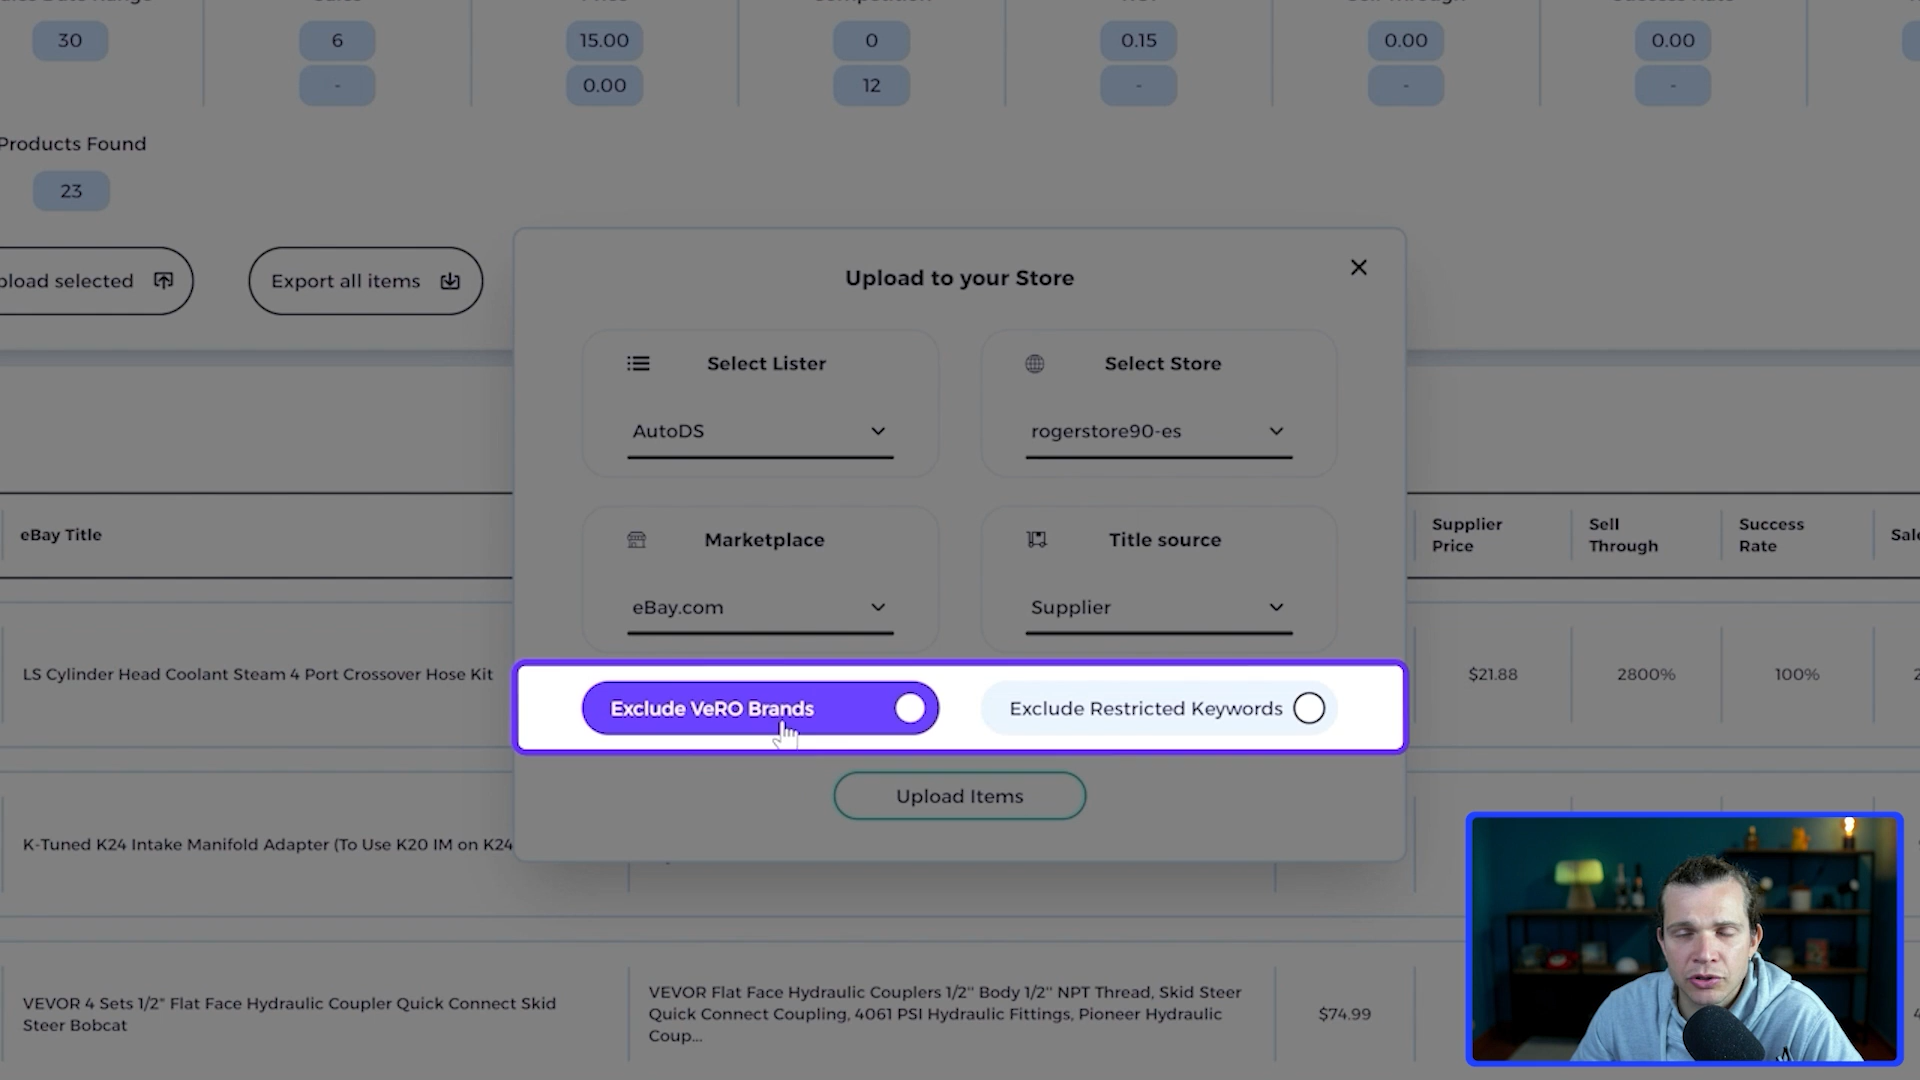 30
6
15.00
0
0.15
0.00
0.00
-
0.00
12
-
-
-
Products Found
23
selected
Export all items
Upload to your Store
Select Lister
Select Store
AutoDS
rogerstore90-es
Marketplace
Title source
eBay.com
Supplier
Exclude VeRO Brands
Exclude Restricted Keywords
Upload Items
eBay Title
Supplier
Price
Sell
Through
Success
Rate
LS Cylinder Head Coolant Steam 4 Port Crossover Hose Kit
$21.88
2800%
100%
K-Tuned K24 Intake Manifold Adapter (To Use K20 IM on K24
VEVOR 4 Sets 1/2" Flat Face Hydraulic Coupler Quick Connect Skid
Steer Bobcat
VEVOR Flat Face Hydraulic Couplers 1/2'' Body 1/2'' NPT Thread, Skid Steer
Quick Connect Coupling, 4061 PSI Hydraulic Fittings, Pioneer Hydraulic
Coup...
$74.99